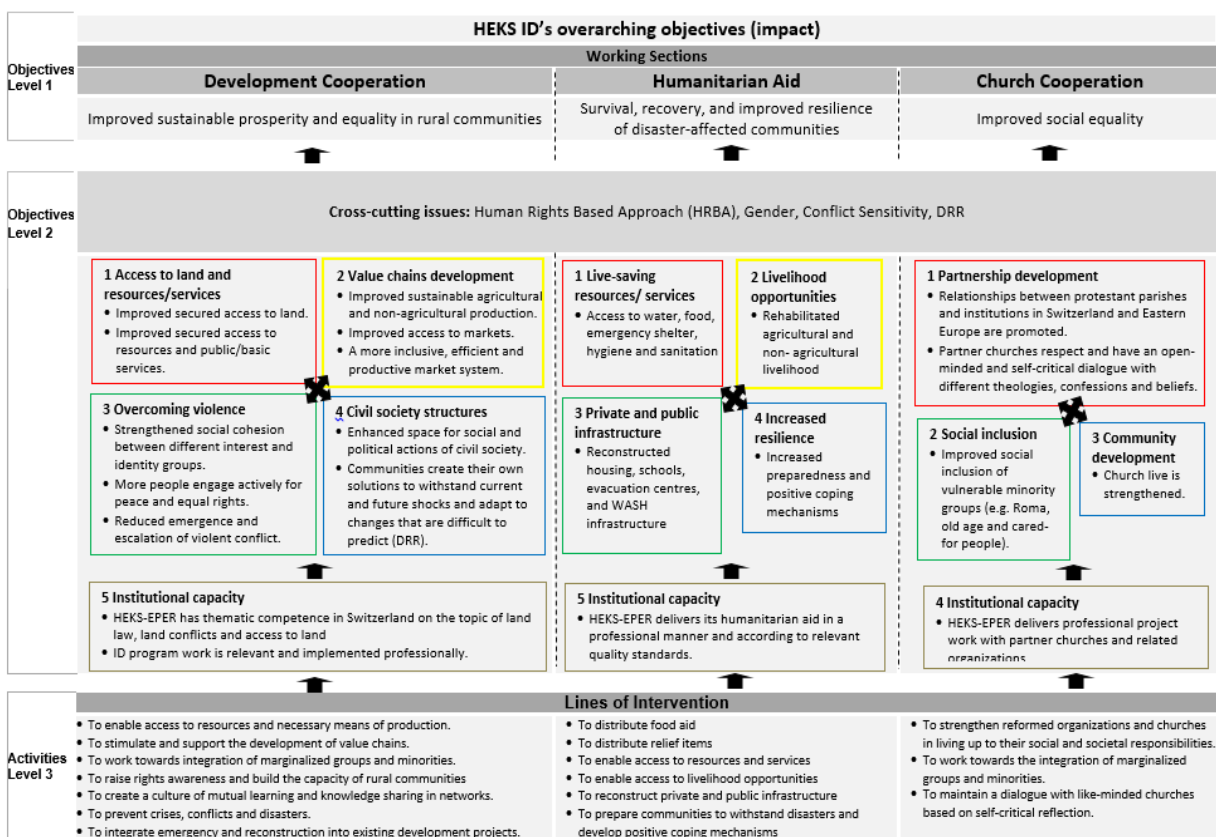 HEKS ID's overarching objectives (impact)
Working Sections
Objectives
Level 1
Development Cooperation
Humanitarian Aid
Church Cooperation
Improved sustainable prosperity and equality in rural communities
Survival, recovery, and improved resilience
of disaster-affected communities
Improved social equality
Objectives
Level 2
Cross-cutting issues: Human Rights Based Approach (HRBA), Gender, Conflict Sensitivity, DRR
1 Access to land and
resources/services
• Improved secured access to land.
• Improved secured access to
resources and public/basic
services.
2 Value chains development
• Improved sustainable agricultural
and non-agricultural production.
• Improved access to markets.
• A more inclusive, efficient and
productive market system.
3 Overcoming violence
• Strengthened social cohesion
between different interest and
identity groups.
• More people engage actively for
peace and equal rights.
• Reduced emergence and
escalation of violent conflict.
4 Civil society structures
• Enhanced space for social and
political actions of civil society.
• Communities create their own
solutions to withstand current
and future shocks and adapt to
changes that are difficult to
predict (DRR).
5 Institutional capacity
• HEKS-EPER has thematic competence in Switzerland on the topic of land
law, land conflicts and access to land
• ID program work is relevant and implemented professionally.
1 Live-saving
resources/ services
• Access to water, food,
emergency shelter,
hygiene and sanitation
2 Livelihood
opportunities
• Rehabilitated
agricultural and
non- agricultural
livelihood
3 Private and public
infrastructure
• Reconstructed
housing, schools,
evacuation centres,
and WASH
infrastructure
4 Increased
resilience
• Increased
preparedness and
positive coping
mechanisms
5 Institutional capacity
• HEKS-EPER delivers its humanitarian aid in a
professional manner and according to relevant
quality standards.
1 Partnership development
• Relationships between protestant parishes
and institutions in Switzerland and Eastern
Europe are promoted.
• Partner churches respect and have an open-
minded and self-critical dialogue with
different theologies, confessions and beliefs.
2 Social inclusion
• Improved social
inclusion of
vulnerable minority
groups (e.g. Roma,
old age and cared-
for people).
3 Community
development
• Church live is
strengthened.
4 Institutional capacity
• HEKS-EPER delivers professional project
work with partner churches and related
organizations
Lines of Intervention
Activities
Level 3
• To enable access to resources and necessary means of production.
• To stimulate and support the development of value chains.
• To work towards integration of marginalized groups and minorities.
• To raise rights awareness and build the capacity of rural communities
• To create a culture of mutual learning and knowledge sharing in networks.
• To prevent crises, conflicts and disasters.
• To integrate emergency and reconstruction into existing development projects.
• To distribute food aid
• To distribute relief items
• To enable access to resources and services
• To enable access to livelihood opportunities
• To reconstruct private and public infrastructure
• To prepare communities to withstand disasters and
develop positive coping mechanisms
• To strengthen reformed organizations and churches
in living up to their social and societal responsibilities.
• To work towards the integration of marginalized
groups and minorities.
• To maintain a dialogue with like-minded churches
based on self-critical reflection.